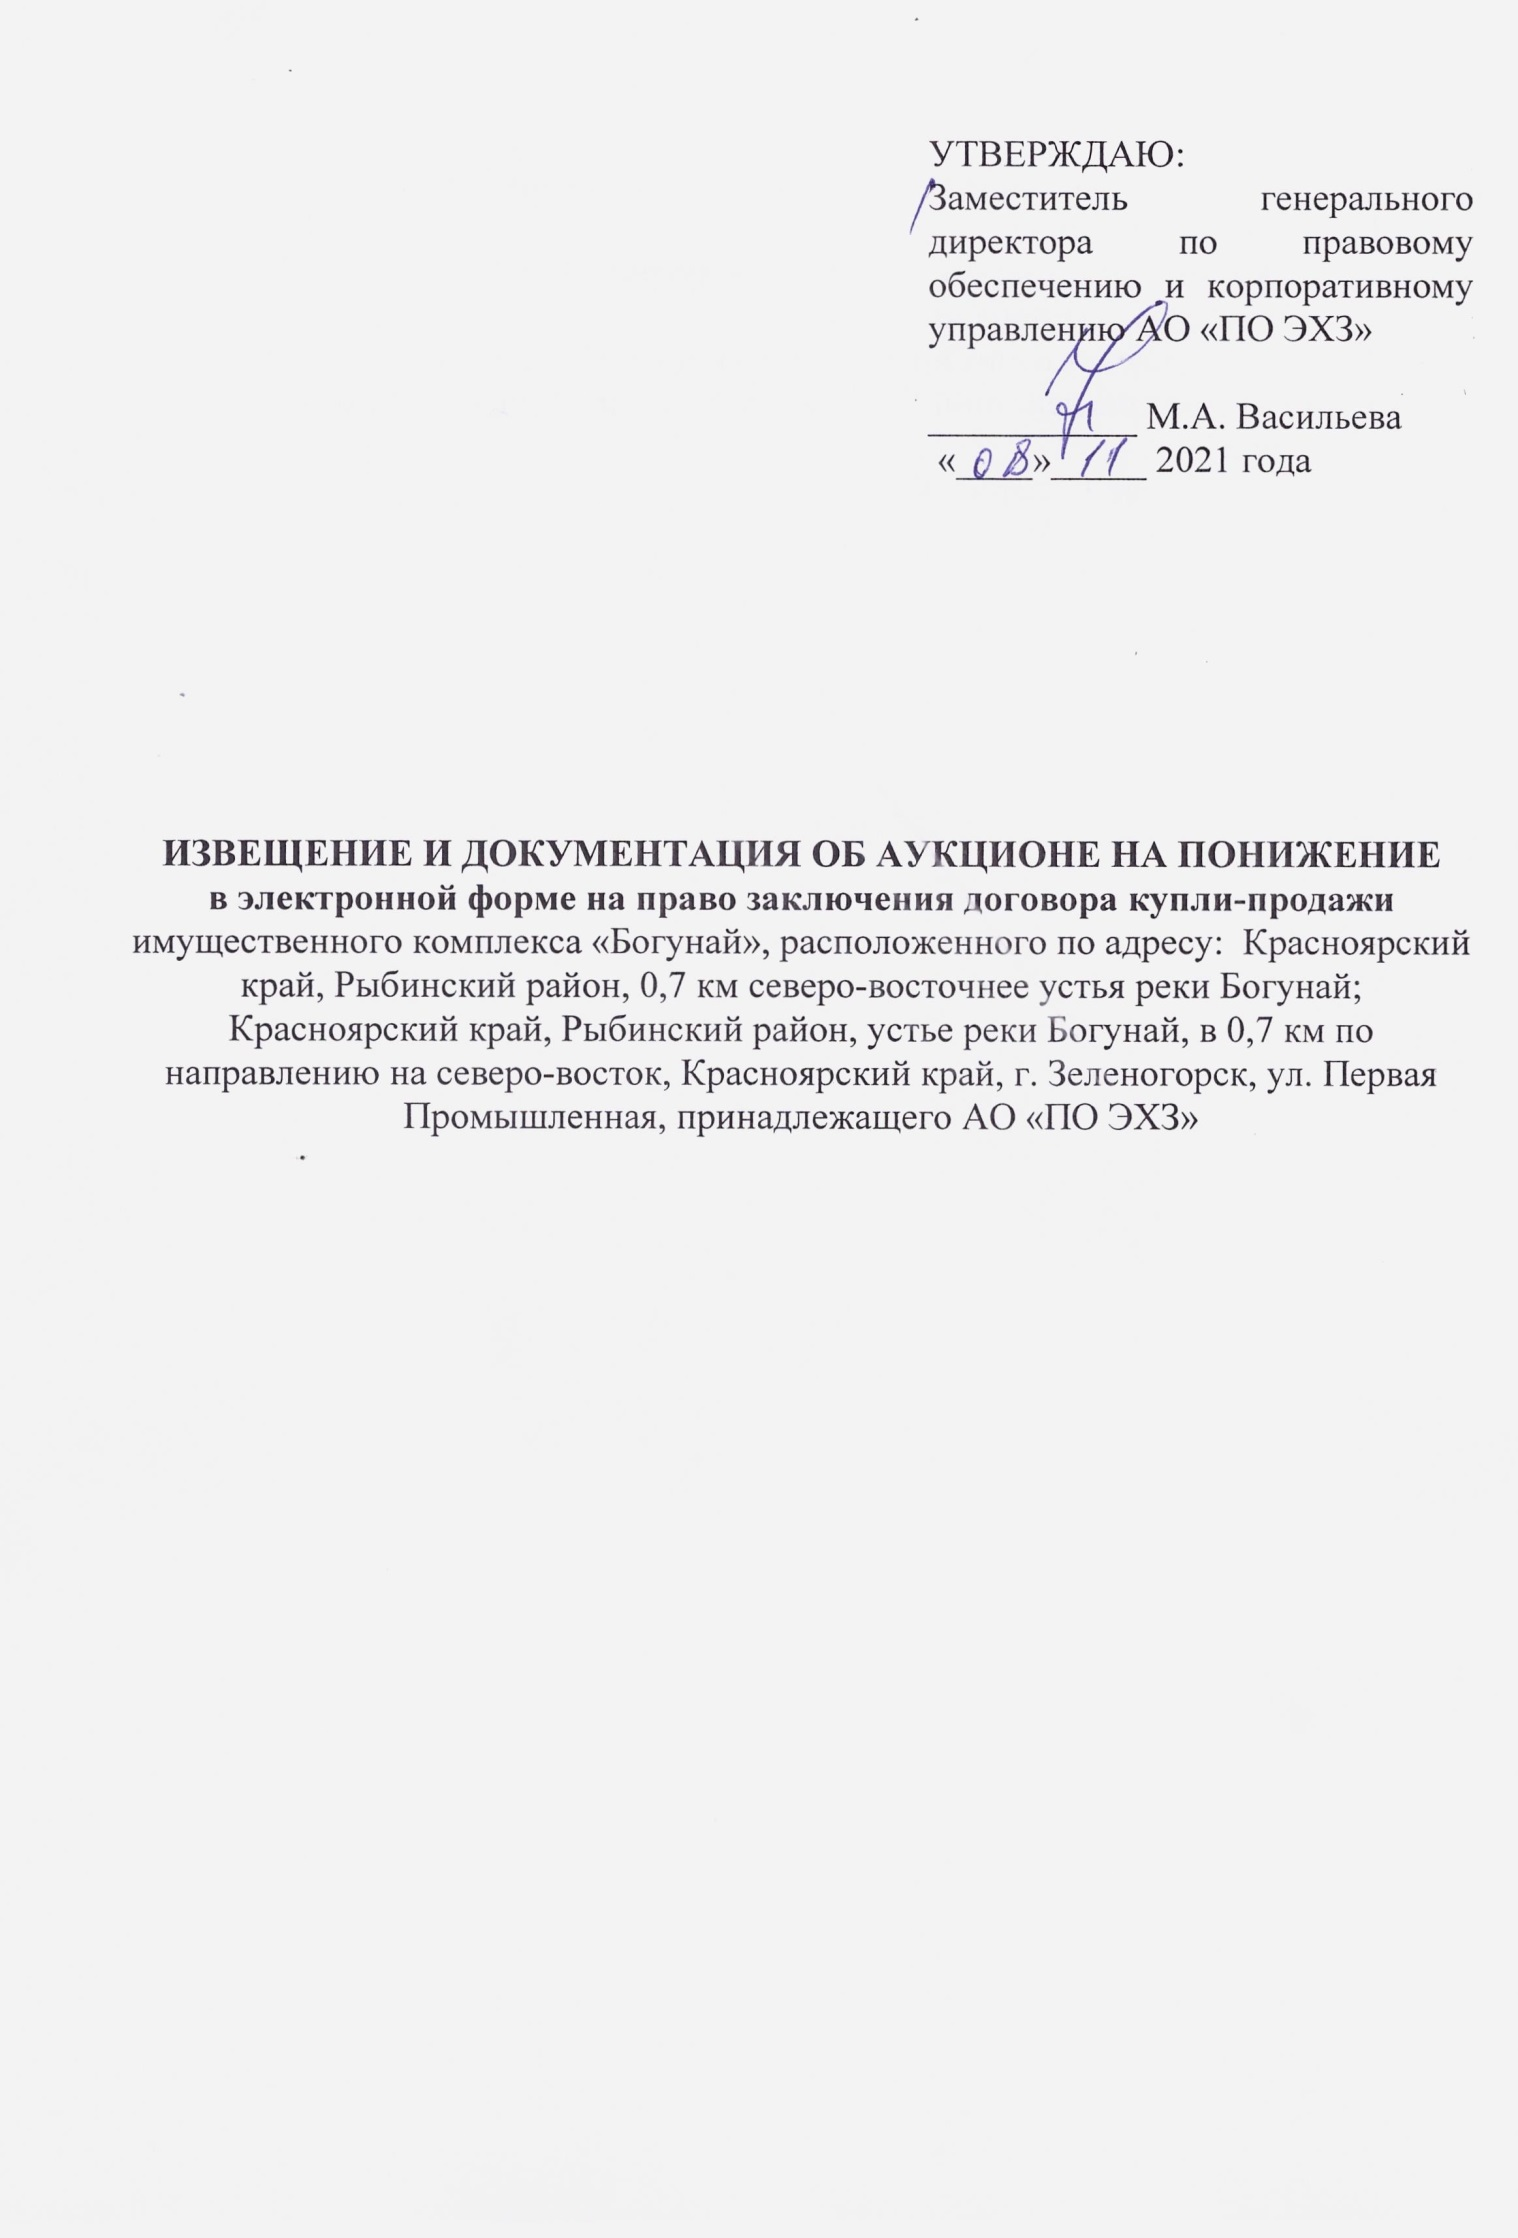 УТВЕРЖДАЮ:
Заместитель генерального
директора по правовому
обеспечению и корпоративному
управлению АО «ПО ЭХЗ»
М.А. Васильева
«08» 11 2021 года
ИЗВЕЩЕНИЕ И ДОКУМЕНТАЦИЯ ОБ АУКЦИОНЕ НА ПОНИЖЕНИЕ
в электронной форме на право заключения договора купли-продажи
имущественного комплекса «Богунай», расположенного по адресу: Красноярский
край, Рыбинский район, 0,7 км северо-восточнее устья реки Богунай;
Красноярский край, Рыбинский район, устье реки Богунай, в 0,7 км по
направлению на северо-восток, Красноярский край, г. Зеленогорск, ул. Первая
Промышленная, принадлежащего АО «ПО ЭХЗ»